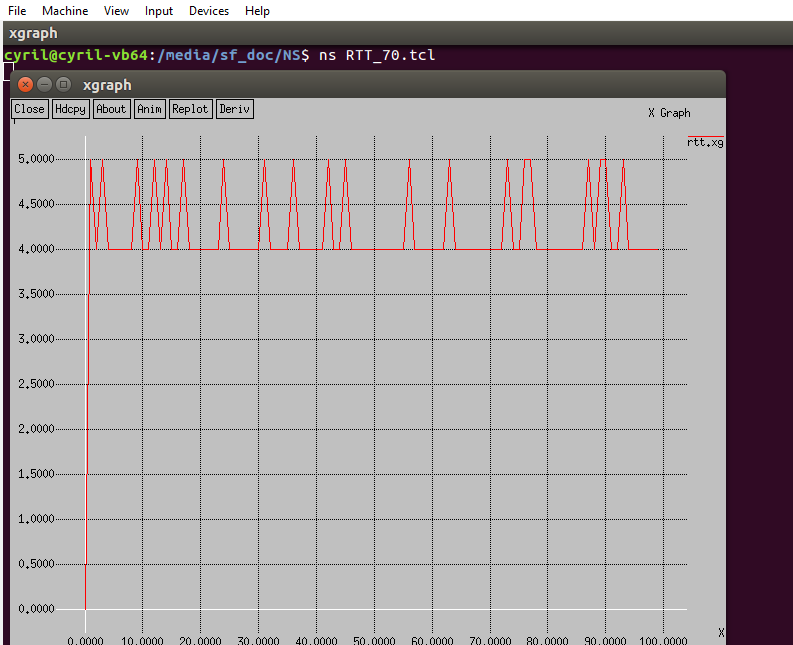 File Machine View Input Devices Help
xgraph
cyril@cyril-vb64:/media/sf_doc/NS$ ns RTT_70.tcl
xgraph
Close Hdcpy About Anim Replot Deriv
X Graph
rtt.xg
5.0000
4.5000
4.0000
3.5000
3.0000
2.5000
2.0000
1.5000
1.0000
0.5000
0.0000
X
0.0000 10.0000 20.0000 30.0000 40.0000 50.0000 60.0000 70.0000 80.0000 90.0000 100.0000